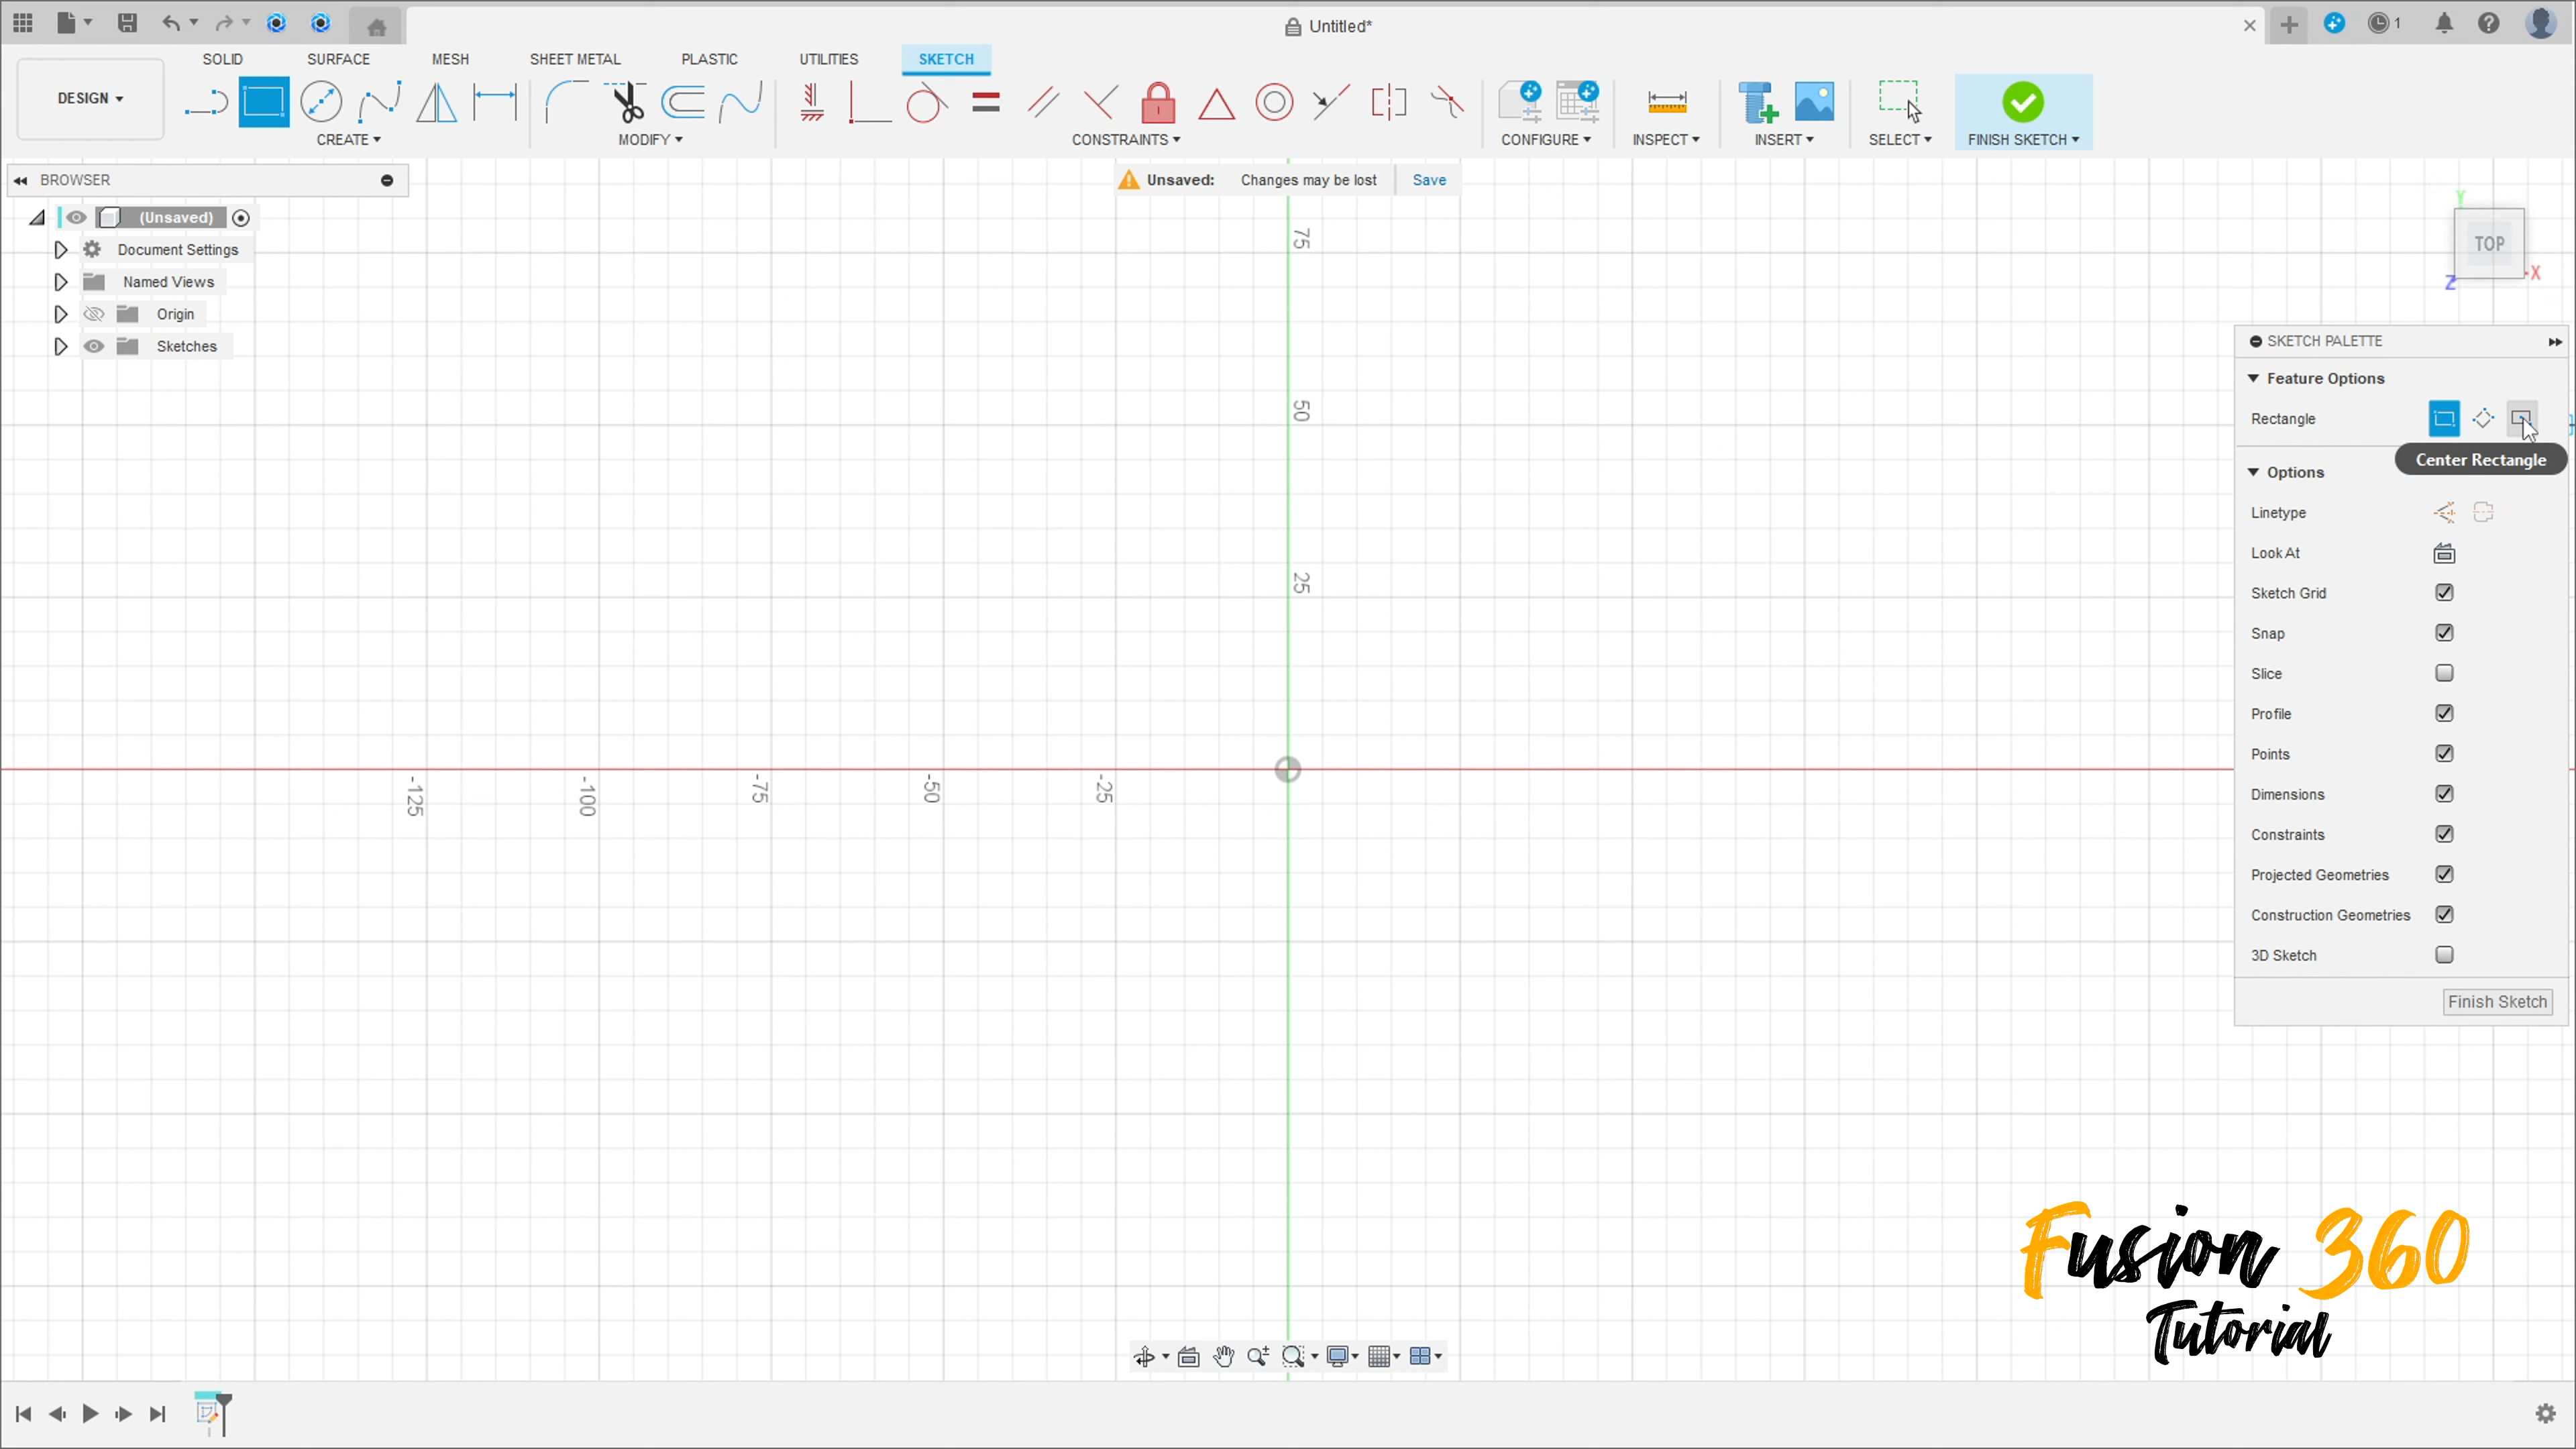 Untitled*
1
SOLID
SURFACE
MESH
SHEET METAL
PLASTIC
UTILITIES
SKETCH
DESIGN
CREATE
MODIFY
CONSTRAINTS
CONFIGURE
INSPECT
INSERT
SELECT
FINISH SKETCH
BROWSER
Unsaved: Changes may be lost Save
(Unsaved)
Document Settings
Named Views
Origin
Sketches
75
50
25
-125
-100
-75
-50
-25
Y
TOP
X
Z
SKETCH PALETTE
Feature Options
Rectangle
Center Rectangle
Options
Linetype
Look At
Sketch Grid
Snap
Slice
Profile
Points
Dimensions
Constraints
Projected Geometries
Construction Geometries
3D Sketch
Finish Sketch
Fusion 360
Tutorial